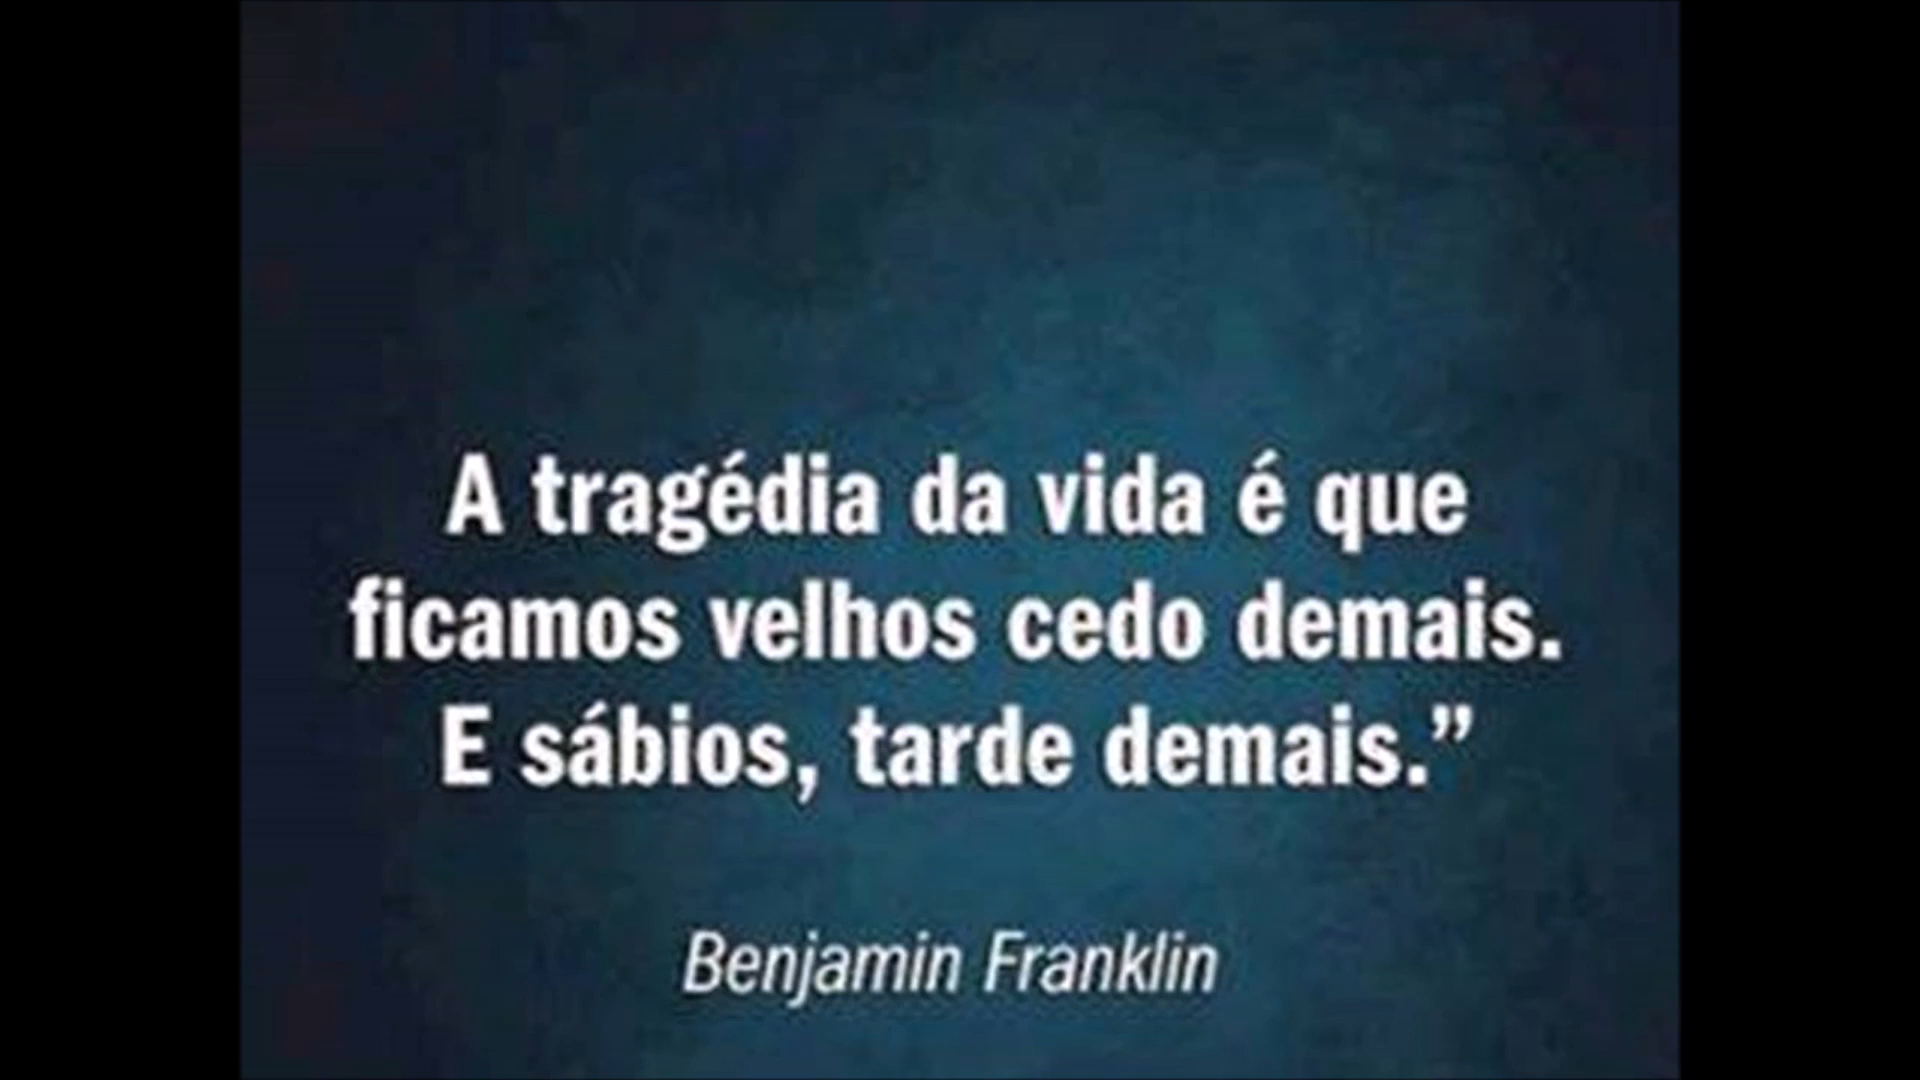 A tragédia da vida é que
ficamos velhos cedo demais.
E sábios, tarde demais.”
Benjamin Franklin